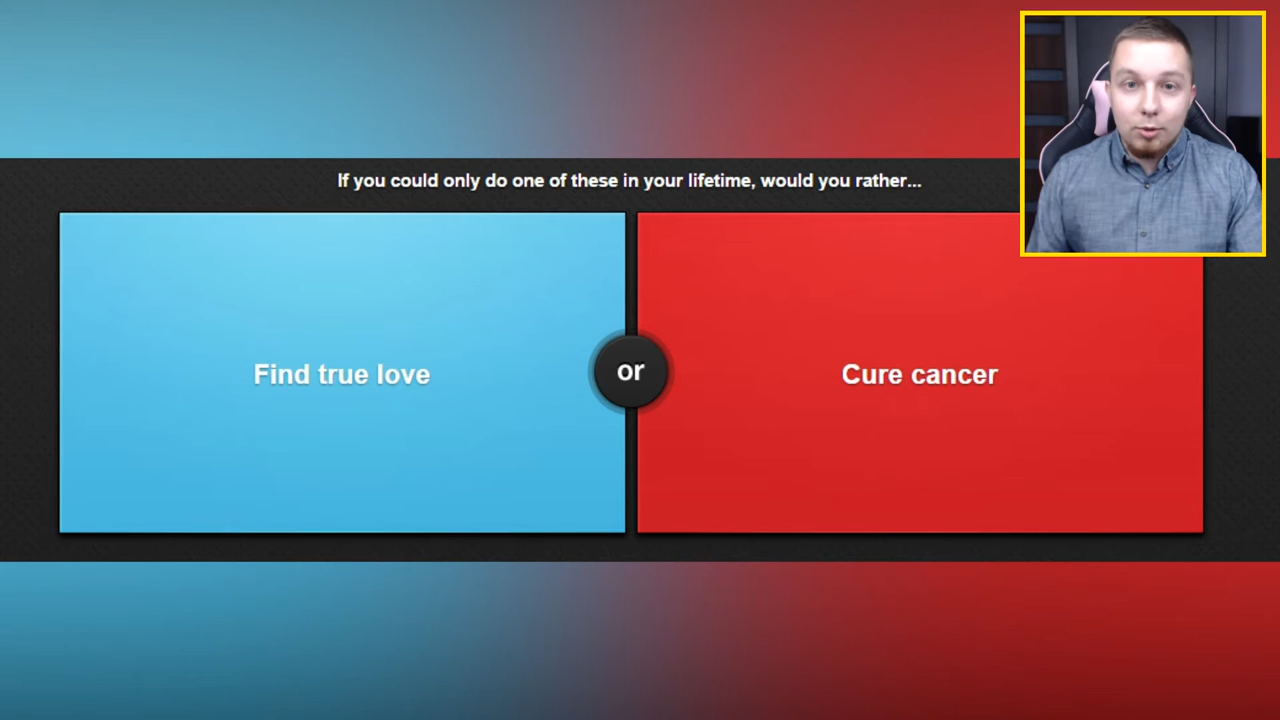 If you could only do one of these in your lifetime, would you rather...
Find true love
or
Cure cancer